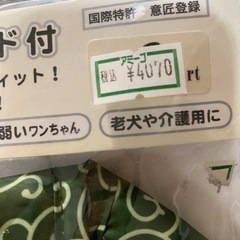 国際特許・意匠登録
ド付
アミーゴ
税込 ¥4070
rt
ィット！
！
弱いワンちゃん
老犬や介護用に